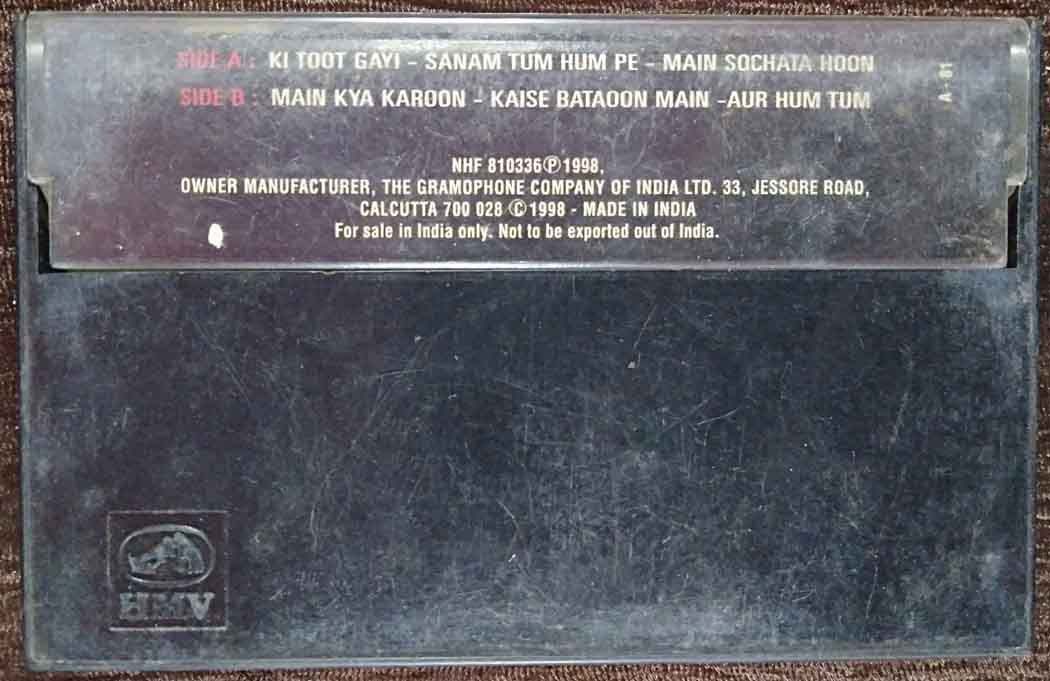 SIDE A : KI TOOT GAYI - SANAM TUM HUM PE - MAIN SOCHATA HOON
SIDE B : MAIN KYA KAROON - KAISE BATAOON MAIN -AUR HUM TUM
A - 81
NHF 810336 Ⓟ 1998,
OWNER MANUFACTURER, THE GRAMOPHONE COMPANY OF INDIA LTD. 33, JESSORE ROAD,
CALCUTTA 700 028 © 1998 - MADE IN INDIA
For sale in India only. Not to be exported out of India.
HMV